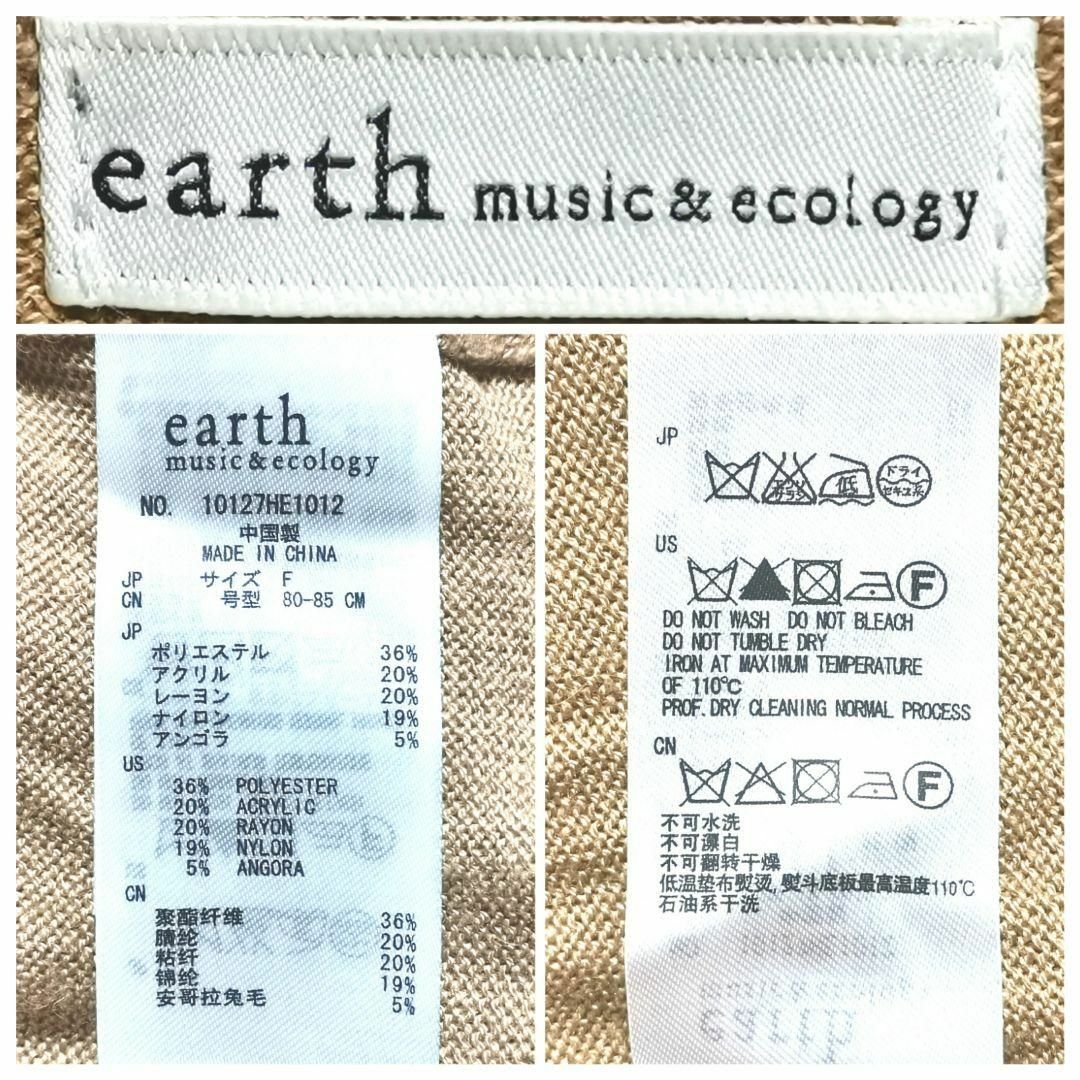 earth music & ecology
earth
music & ecology
NO. 10127HE1012
中国製
MADE IN CHINA
JP サイズ F
CN 号型 80-85 CM
JP
ポリエステル 36%
アクリル 20%
レーヨン 20%
ナイロン 19%
アンゴラ 5%
US
36% POLYESTER
20% ACRYLIC
20% RAYON
19% NYLON
5% ANGORA
CN
聚酯纤维 36%
腈纶 20%
粘纤 20%
锦纶 19%
安哥拉兔毛 5%
JP
エンソサラシ 低 ドライ
セキユ系
US
F
DO NOT WASH DO NOT BLEACH
DO NOT TUMBLE DRY
IRON AT MAXIMUM TEMPERATURE
OF 110℃
PROF. DRY CLEANING NORMAL PROCESS
CN
F
不可水洗
不可漂白
不可翻转干燥
低温垫布熨烫,熨斗底板最高温度110℃
石油系干洗